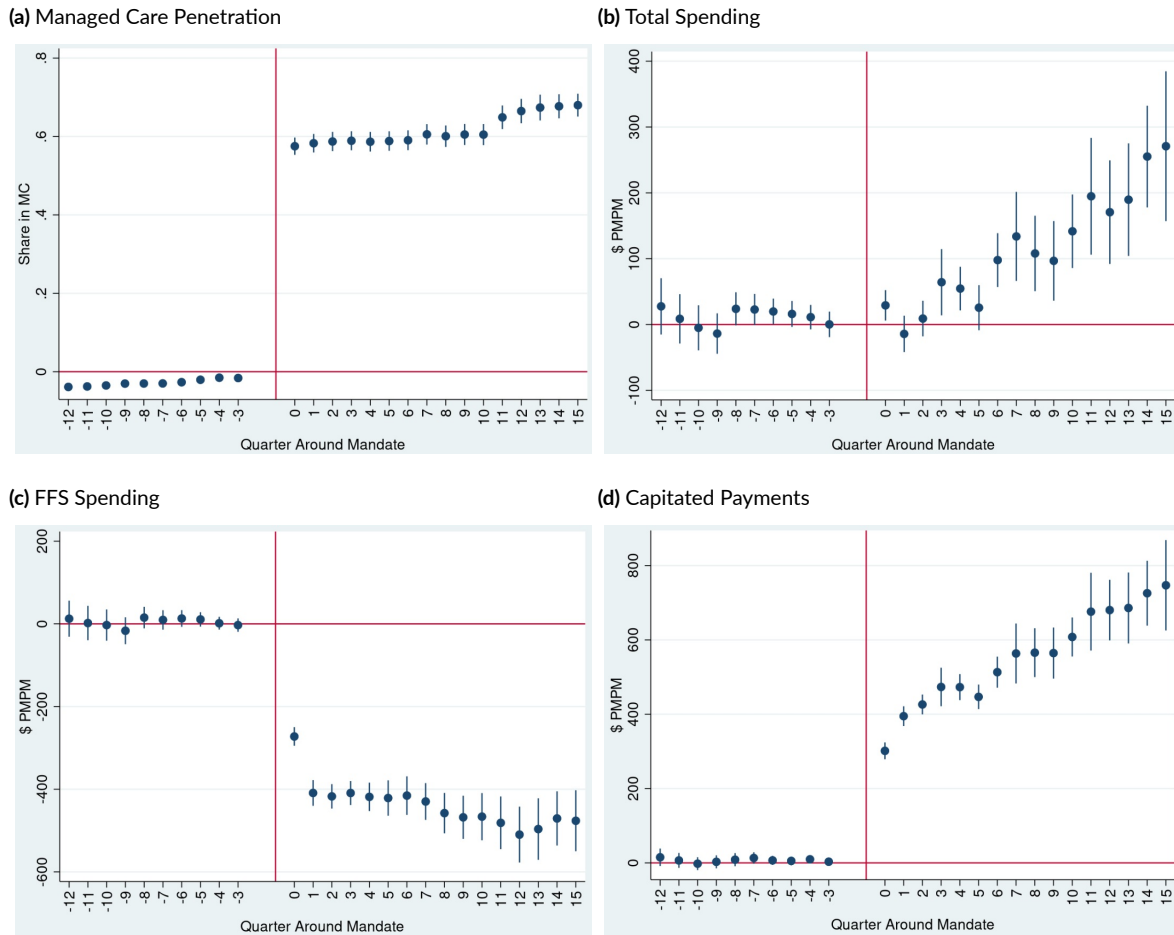 (a) Managed Care Penetration
Share in MC
.8
.6
.4
.2
0
-12 -11 -10 -9 -8 -7 -6 -5 -4 -3 0 1 2 3 4 5 6 7 8 9 10 11 12 13 14 15
Quarter Around Mandate
(b) Total Spending
$ PMPM
400
300
200
100
0
-100
-12 -11 -10 -9 -8 -7 -6 -5 -4 -3 0 1 2 3 4 5 6 7 8 9 10 11 12 13 14 15
Quarter Around Mandate
(c) FFS Spending
$ PMPM
200
0
-200
-400
-600
-12 -11 -10 -9 -8 -7 -6 -5 -4 -3 0 1 2 3 4 5 6 7 8 9 10 11 12 13 14 15
Quarter Around Mandate
(d) Capitated Payments
$ PMPM
800
600
400
200
0
-12 -11 -10 -9 -8 -7 -6 -5 -4 -3 0 1 2 3 4 5 6 7 8 9 10 11 12 13 14 15
Quarter Around Mandate